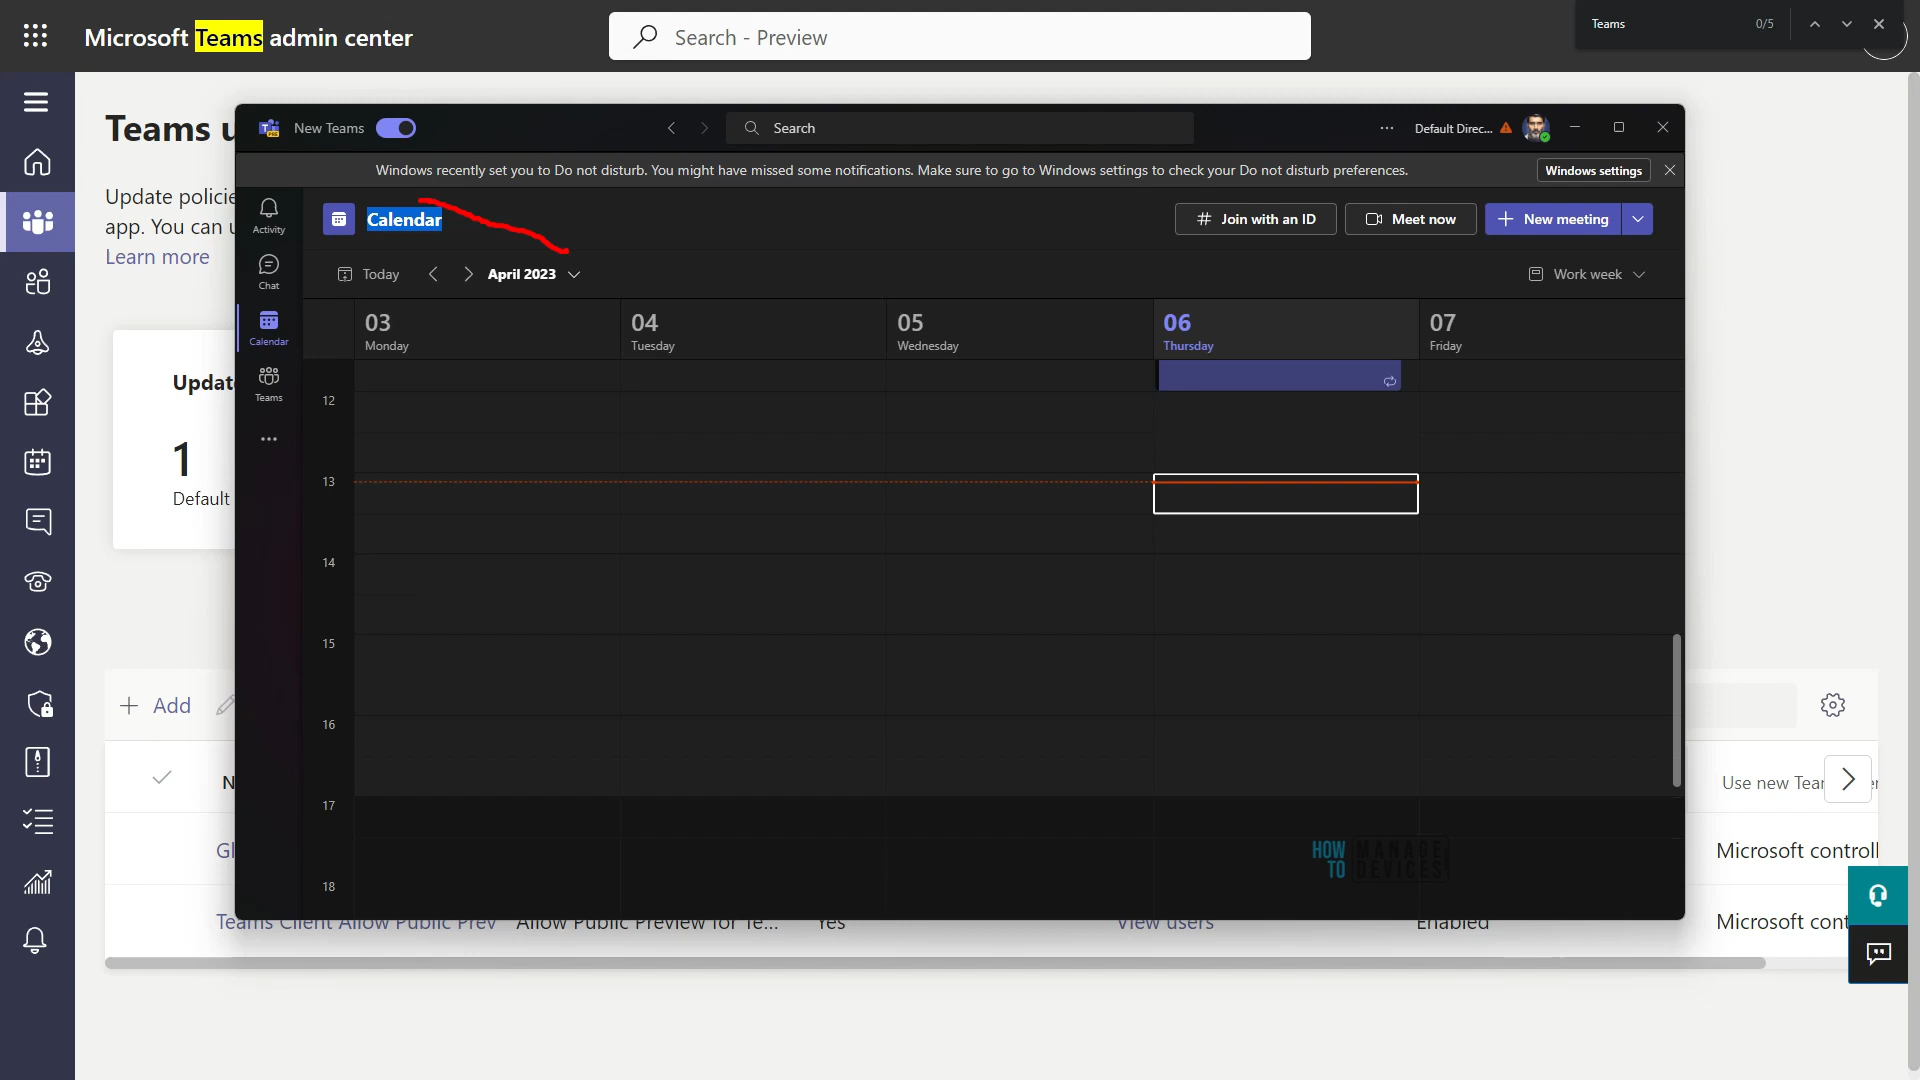 Microsoft Teams admin center
Search - Preview
Teams
0/5
Teams u
Update policie
app. You can u
Learn more
Update
1
Default
New Teams
Search
Default Direc...
Windows recently set you to Do not disturb. You might have missed some notifications. Make sure to go to Windows settings to check your Do not disturb preferences.
Windows settings
Activity
Chat
Calendar
Teams
Calendar
Join with an ID
Meet now
New meeting
Today
April 2023
Work week
03
Monday
04
Tuesday
05
Wednesday
06
Thursday
07
Friday
12
13
14
15
16
17
18
HOW
TO
MANAGE
DEVICES
Add
N
Use new Tea
Gl
Microsoft controll
Teams Client Allow Public Prev
Allow Public Preview for Te...
Yes
View users
Enabled
Microsoft cont